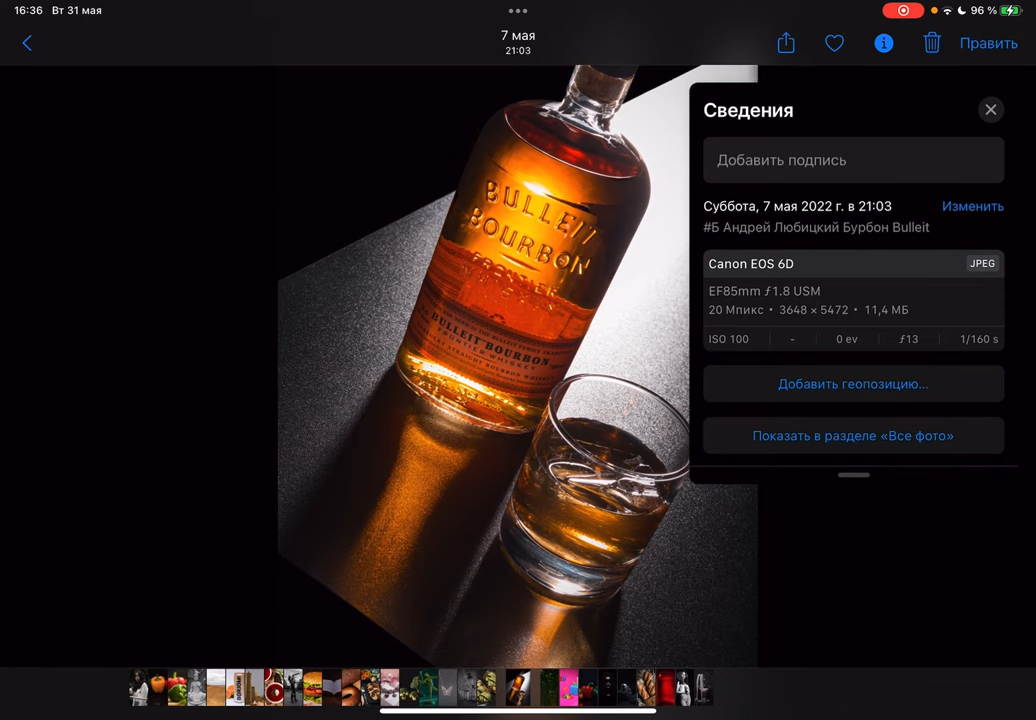 16:36 Вт 31 мая
96 %
7 мая
21:03
Править
Сведения
Добавить подпись
Суббота, 7 мая 2022 г. в 21:03
Изменить
#Б Андрей Любицкий Бурбон Bulleit
Canon EOS 6D
JPEG
EF85mm ƒ1.8 USM
20 Мпикс • 3648 × 5472 • 11,4 МБ
ISO 100 - 0 ev ƒ13 1/160 s
Добавить геопозицию...
Показать в разделе «Все фото»
BULLEIT
BOURBON
FRONTIER
BULLEIT BOURBON
FRONTIER WHISKEY
STRAIGHT BOURBON WHISKEY